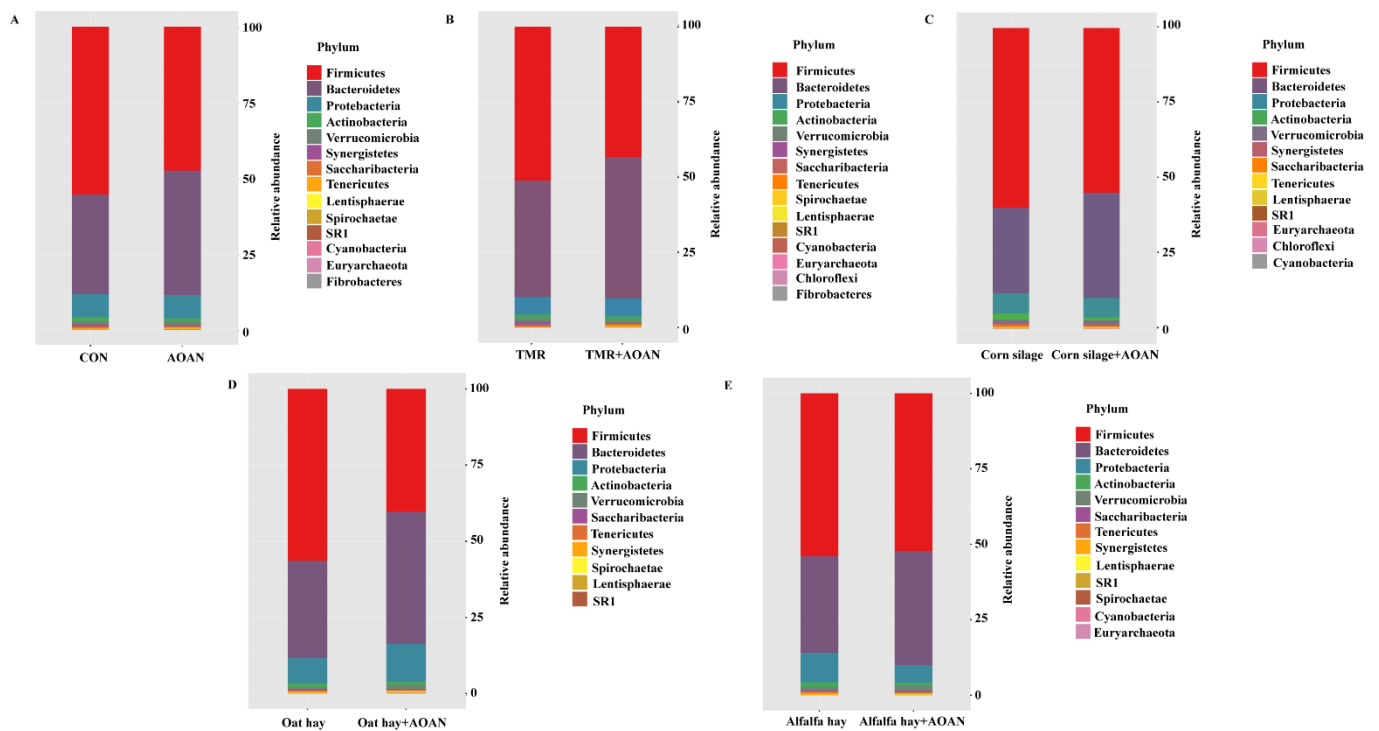 A
100
75
50
25
0
Relative abundance
CON
AOAN
Phylum
Firmicutes
Bacteroidetes
Protebacteria
Actinobacteria
Verrucomicrobia
Synergistetes
Saccharibacteria
Tenericutes
Lentisphaerae
Spirochaetae
SR1
Cyanobacteria
Euryarchaeota
Fibrobacteres
B
100
75
50
25
0
Relative abundance
TMR
TMR+AOAN
Phylum
Firmicutes
Bacteroidetes
Protebacteria
Actinobacteria
Verrucomicrobia
Synergistetes
Saccharibacteria
Tenericutes
Spirochaetae
Lentisphaerae
SR1
Cyanobacteria
Euryarchaeota
Chloroflexi
Fibrobacteres
C
100
75
50
25
0
Relative abundance
Corn silage
Corn silage+AOAN
Phylum
Firmicutes
Bacteroidetes
Protebacteria
Actinobacteria
Verrucomicrobia
Synergistetes
Saccharibacteria
Tenericutes
Lentisphaerae
SR1
Euryarchaeota
Chloroflexi
Cyanobacteria
D
100
75
50
25
0
Relative abundance
Oat hay
Oat hay+AOAN
Phylum
Firmicutes
Bacteroidetes
Protebacteria
Actinobacteria
Verrucomicrobia
Saccharibacteria
Tenericutes
Synergistetes
Spirochaetae
Lentisphaerae
SR1
E
100
75
50
25
0
Relative abundance
Alfalfa hay
Alfalfa hay+AOAN
Phylum
Firmicutes
Bacteroidetes
Protebacteria
Actinobacteria
Verrucomicrobia
Saccharibacteria
Tenericutes
Synergistetes
Lentisphaerae
SR1
Spirochaetae
Cyanobacteria
Euryarchaeota